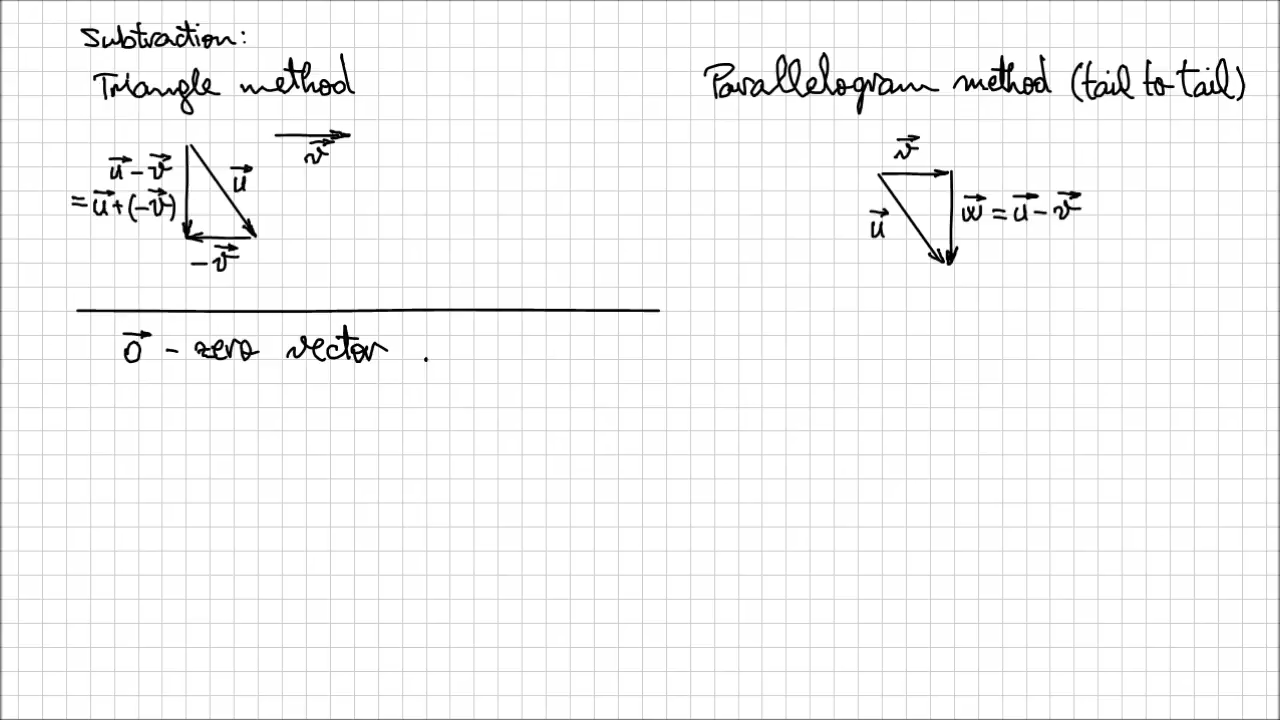 Subtraction:
Triangle method
v⃗
u⃗ - v⃗
= u⃗ + (-v⃗)
u⃗
-v⃗
0⃗ - zero vector .
Parallelogram method (tail to tail)
v⃗
u⃗
w⃗ = u⃗ - v⃗